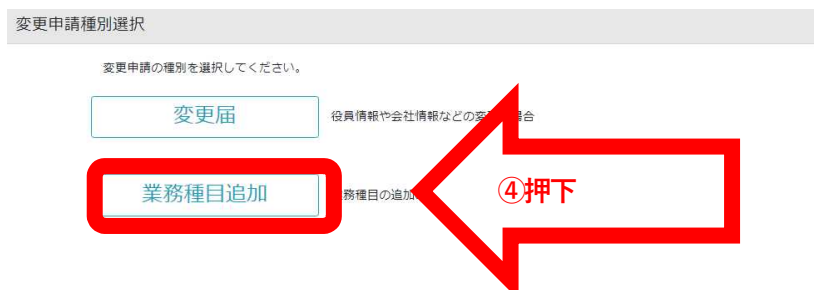 変更申請種別選択
変更申請の種別を選択してください。
変更届
役員情報や会社情報などの変
業務種目追加
務種目の追加
④押下